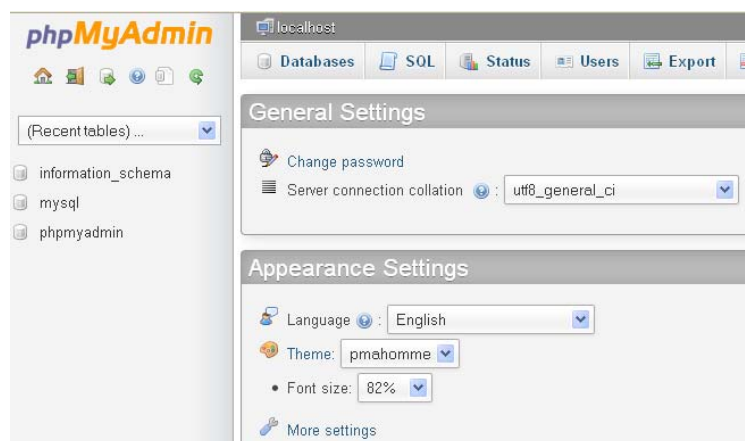 phpMyAdmin
(Recent tables) ...
information_schema
mysql
phpmyadmin
localhost
Databases SQL Status Users Export
General Settings
Change password
Server connection collation : utf8_general_ci
Appearance Settings
Language : English
Theme: pmahomme
• Font size: 82%
More settings